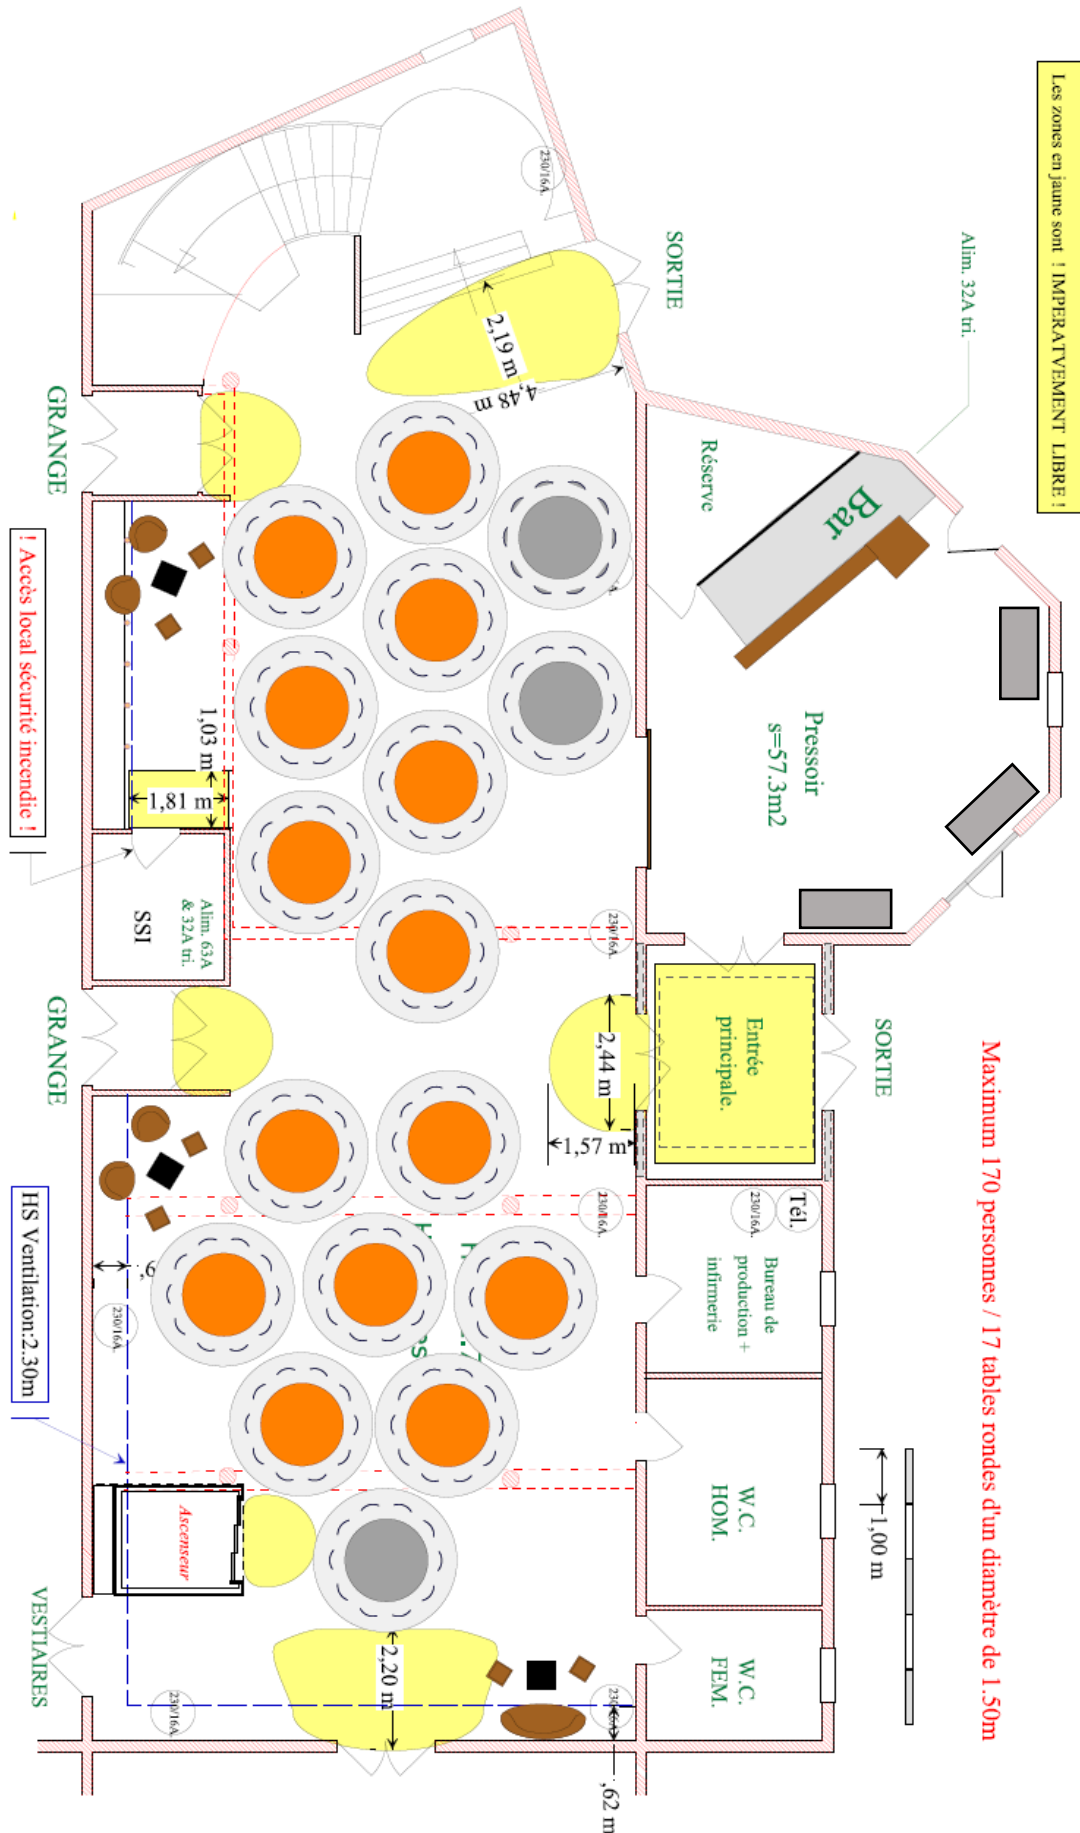 Les zones en jaune sont ! IMPERATVEMENT LIBRE !
Alim. 32A tri.
SORTIE
230/16A.
2,19 m
4,48 m
Réserve
Bar
Pressoir
s=57.3m2
GRANGE
! Accès local sécurité incendie !
1,03 m
1,81 m
SSI
Alim. 63A
& 32A tri.
230/16A.
Entrée
principale.
SORTIE
2,44 m
1,57 m
GRANGE
Maximum 170 personnes / 17 tables rondes d'un diamètre de 1.50m
HS Ventilation:2.30m
230/16A.
230/16A.
Tél.
230/16A.
Bureau de
production +
infirmerie
1,00 m
W.C.
HOM.
Ascenseur
VESTIAIRES
W.C.
FEM.
2,20 m
230/16A.
,62 m